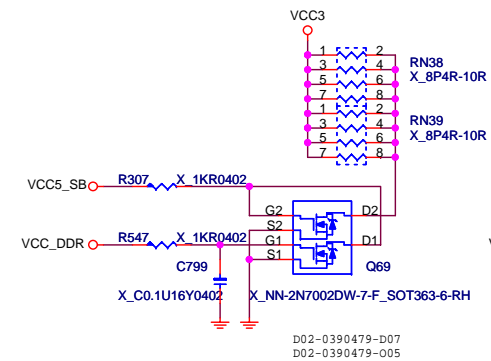 VCC3
1 2
3 4
5 6
7 8
RN38
X_8P4R-10R
1 2
3 4
5 6
7 8
RN39
X_8P4R-10R
VCC5_SB
R307 X_1KR0402
VCC_DDR
R547 X_1KR0402
G2 D2
S2
G1 D1
S1
C799
Q69
X_C0.1U16Y0402
X_NN-2N7002DW-7-F_SOT363-6-RH
D02-0390479-D07
D02-0390479-O05
V